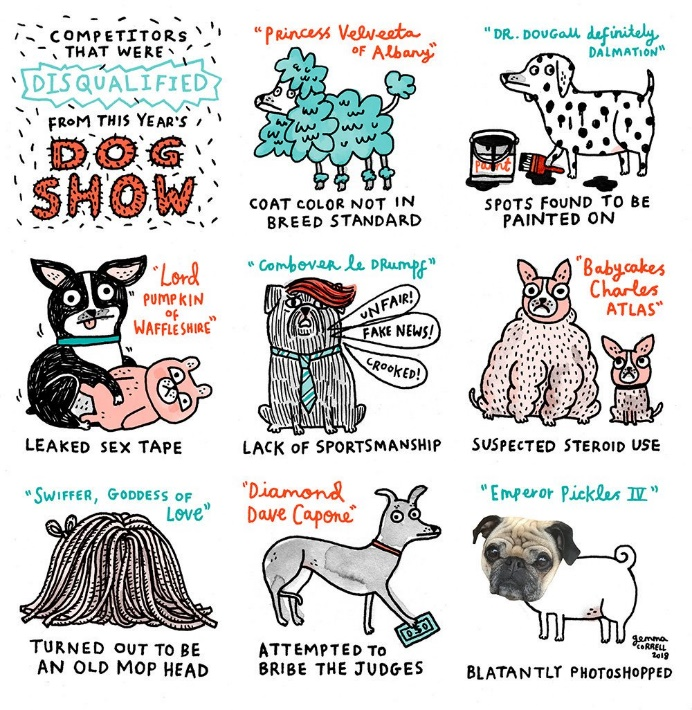 COMPETITORS
THAT WERE
DISQUALIFIED
FROM THIS YEAR'S
DOG
SHOW
"Princess Velveeta
OF Albany"
COAT COLOR NOT IN
BREED STANDARD
"DR. DOUGall definitely
DALMATION"
paint
SPOTS FOUND TO BE
PAINTED ON
"Lord
PUMPKIN
OF
WAFFLESHIRE"
LEAKED SEX TAPE
"Combover le DRumpf"
UNFAIR!
FAKE NEWS!
CROOKED!
LACK OF SPORTSMANSHIP
"Babycakes
Charles
ATLAS"
SUSPECTED STEROID USE
"SWIFFER, GODDESS OF
Love"
TURNED OUT TO BE
AN OLD MOP HEAD
"Diamond
Dave Capone"
ATTEMPTED TO
BRIBE THE JUDGES
"Emperor Pickles IV"
gemma
CORRELL
2018
BLATANTLY PHOTOSHOPPED